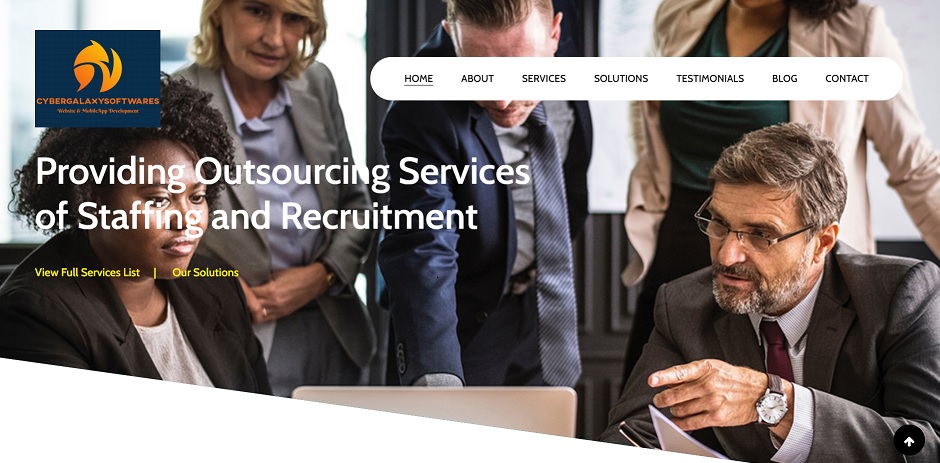 CYBERGALAXYSOFTWARES
Website & MobileApp Development
HOME ABOUT SERVICES SOLUTIONS TESTIMONIALS BLOG CONTACT
Providing Outsourcing Services
of Staffing and Recruitment
View Full Services List | Our Solutions